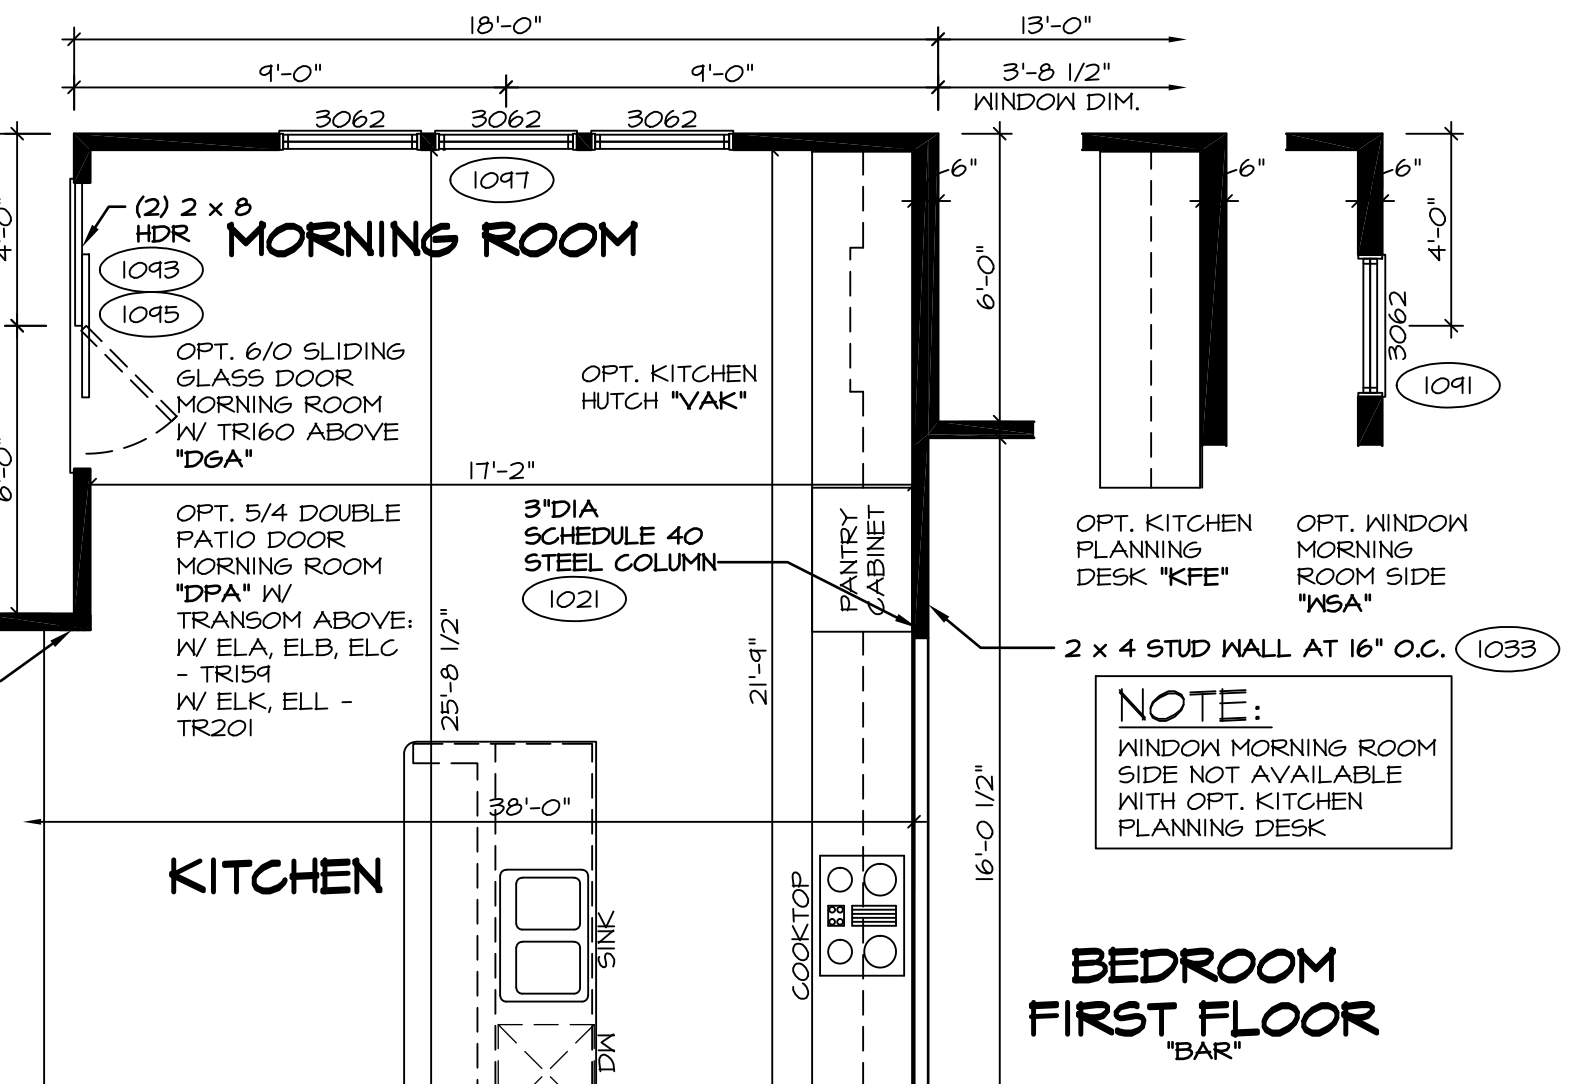 18'-0"
13'-0"
9'-0"
9'-0"
3'-8 1/2"
WINDOW DIM.
3062
3062
3062
1097
6"
6"
6"
4'-0"
(2) 2 x 8
HDR
MORNING ROOM
1093
1095
6'-0"
4'-0"
3062
1091
OPT. 6/0 SLIDING
GLASS DOOR
MORNING ROOM
W/ TR160 ABOVE
"DGA"
OPT. KITCHEN
HUTCH "VAK"
6'-0"
17'-2"
OPT. 5/4 DOUBLE
PATIO DOOR
MORNING ROOM
"DPA" W/
TRANSOM ABOVE:
W/ ELA, ELB, ELC
- TR159
W/ ELK, ELL -
TR201
3"DIA
SCHEDULE 40
STEEL COLUMN
1021
PANTRY
CABINET
OPT. KITCHEN
PLANNING
DESK "KFE"
OPT. WINDOW
MORNING
ROOM SIDE
"WSA"
2 x 4 STUD WALL AT 16" O.C.
1033
25'-8 1/2"
21'-9"
NOTE:
WINDOW MORNING ROOM
SIDE NOT AVAILABLE
WITH OPT. KITCHEN
PLANNING DESK
38'-0"
16'-0 1/2"
KITCHEN
SINK
COOKTOP
DW
BEDROOM
FIRST FLOOR
"BAR"